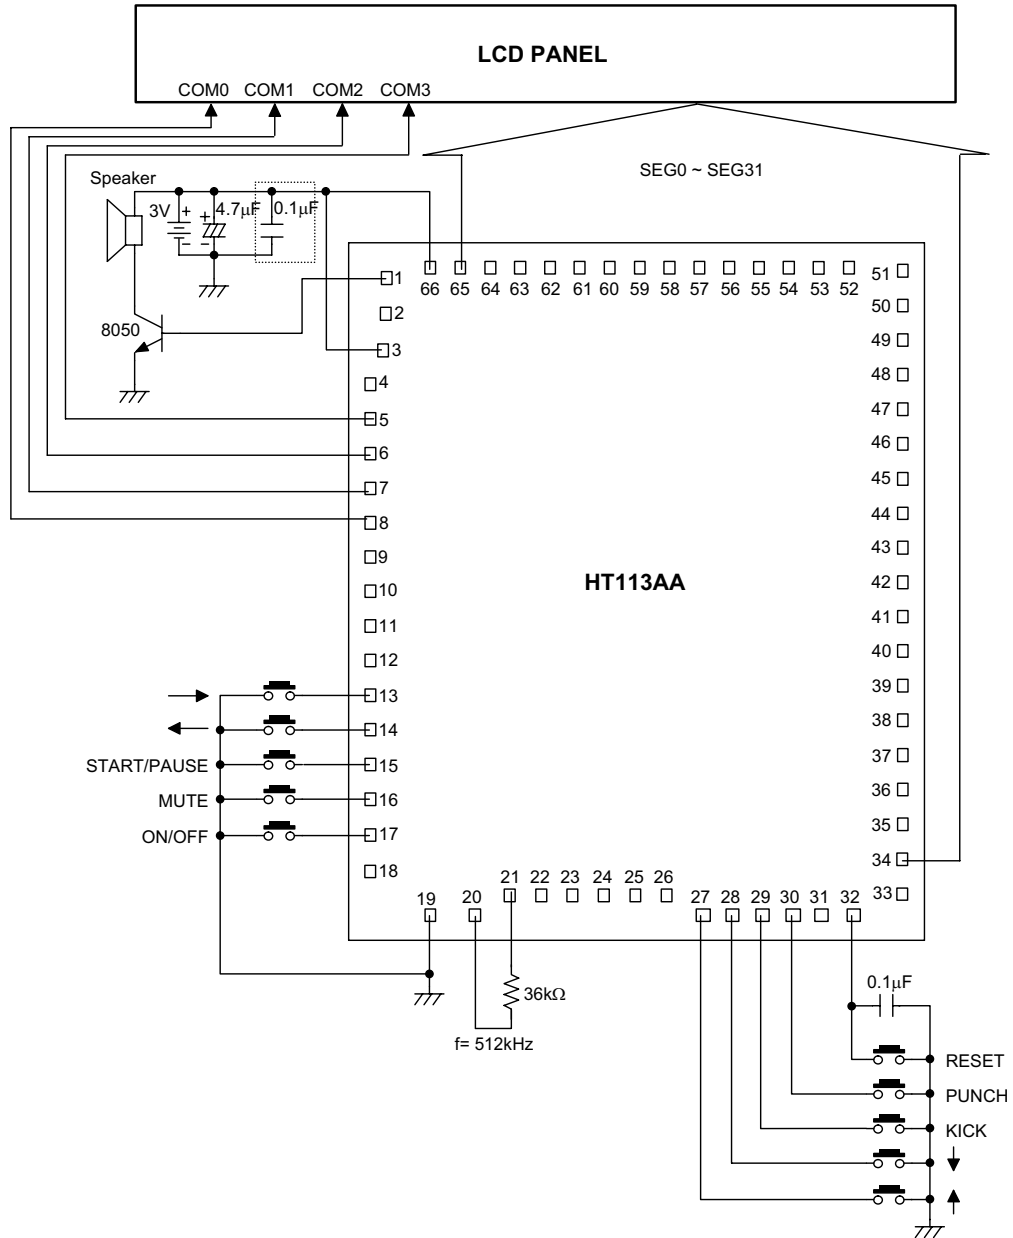 LCD PANEL
COM0 COM1 COM2 COM3
SEG0 ~ SEG31
Speaker
3V + − + − 4.7μF 0.1μF
8050
66 65 64 63 62 61 60 59 58 57 56 55 54 53 52
1
2
3
4
5
6
7
8
9
10
11
12
13
14
START/PAUSE 15
MUTE 16
ON/OFF 17
18
HT113AA
51
50
49
48
47
46
45
44
43
42
41
40
39
38
37
36
35
34
33
19 20 21 22 23 24 25 26 27 28 29 30 31 32
36kΩ
f= 512kHz
0.1μF
RESET
PUNCH
KICK